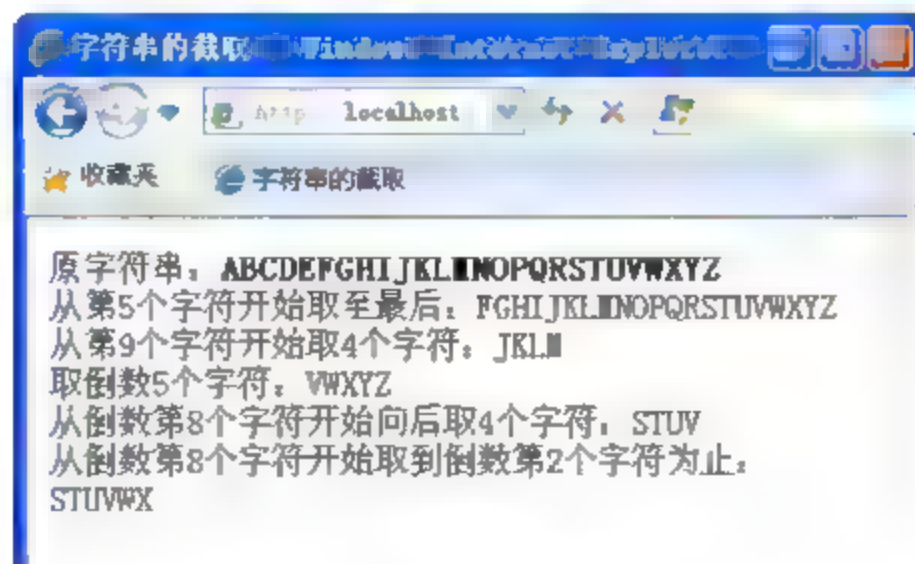 字符串的截取 - Windows Internet Explorer
http localhost
收藏夹 字符串的截取
原字符串：ABCDEFGHIJKLMNOPQRSTUVWXYZ
从第5个字符开始取至最后：FGHIJKLMNOPQRSTUVWXYZ
从第9个字符开始取4个字符：JKLM
取倒数5个字符：VWXYZ
从倒数第8个字符开始向后取4个字符：STUV
从倒数第8个字符开始取到倒数第2个字符为止：
STUVWX